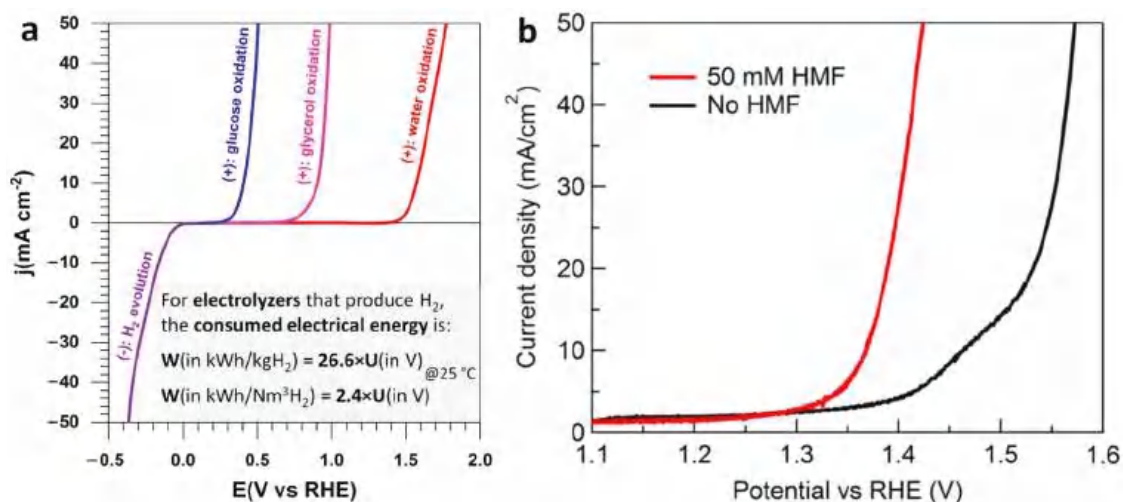 a
50
40
30
20
10
0
−10
−20
−30
−40
−50
j(mA cm⁻²)
(+): glucose oxidation
(+): glycerol oxidation
(+): water oxidation
(-): H₂ evolution
For electrolyzers that produce H₂,
the consumed electrical energy is:
W(in kWh/kgH₂) = 26.6×U(in V)
@25 °C
W(in kWh/Nm³H₂) = 2.4×U(in V)
−0.5
0.0
0.5
1.0
1.5
2.0
E(V vs RHE)
b
50
40
30
20
10
0
Current density (mA/cm²)
50 mM HMF
No HMF
1.1
1.2
1.3
1.4
1.5
1.6
Potential vs RHE (V)